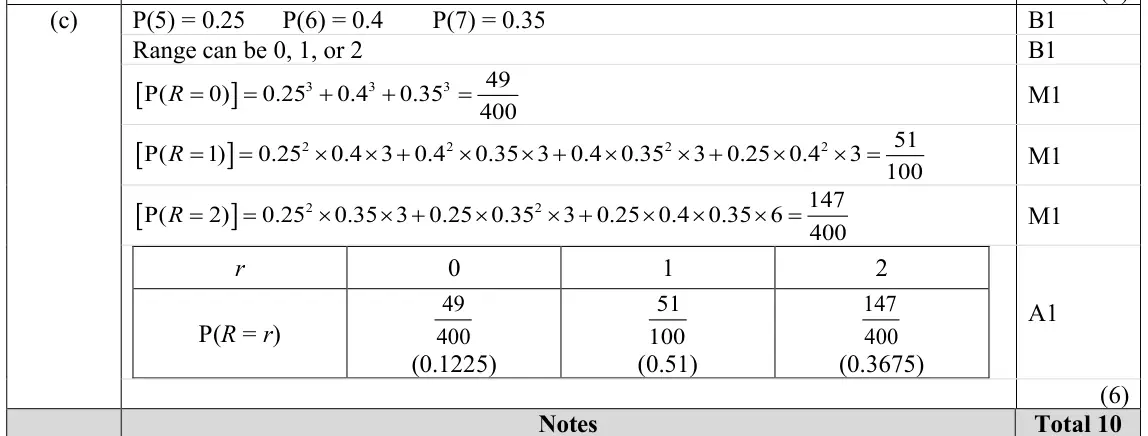 (c) P(5) = 0.25 P(6) = 0.4 P(7) = 0.35 B1
Range can be 0, 1, or 2 B1
[P(R = 0)] = 0.25³ + 0.4³ + 0.35³ = 49/400 M1
[P(R = 1)] = 0.25² × 0.4 × 3 + 0.4² × 0.35 × 3 + 0.4 × 0.35² × 3 + 0.25 × 0.4² × 3 = 51/100 M1
[P(R = 2)] = 0.25² × 0.35 × 3 + 0.25 × 0.35² × 3 + 0.25 × 0.4 × 0.35 × 6 = 147/400 M1
r 0 1 2
P(R = r) 49/400 51/100 147/400 A1
(0.1225) (0.51) (0.3675)
(6)
Notes Total 10